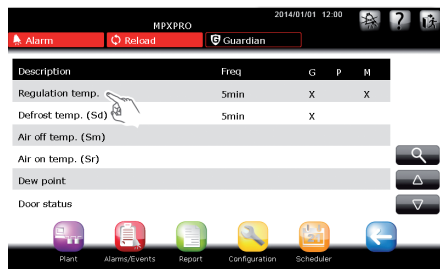 2014/01/01 12:00
MPXPRO
Alarm
Reload
Guardian
Description Freq G P M
Regulation temp. 5min X X
Defrost temp. (Sd) 5min X
Air off temp. (Sm)
Air on temp. (Sr)
Dew point
Door status
Plant Alarms/Events Report Configuration Scheduler